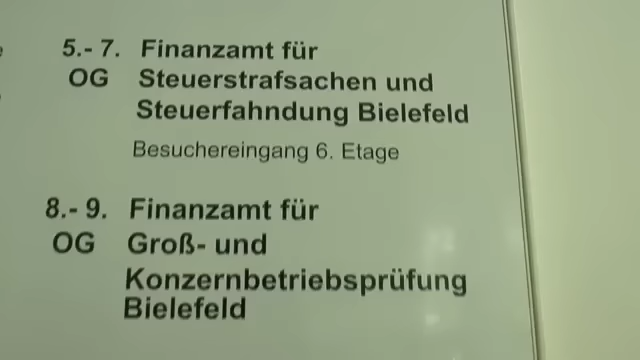 5.- 7. Finanzamt für
OG Steuerstrafsachen und
Steuerfahndung Bielefeld
Besuchereingang 6. Etage
8.- 9. Finanzamt für
OG Groß- und
Konzernbetriebsprüfung
Bielefeld